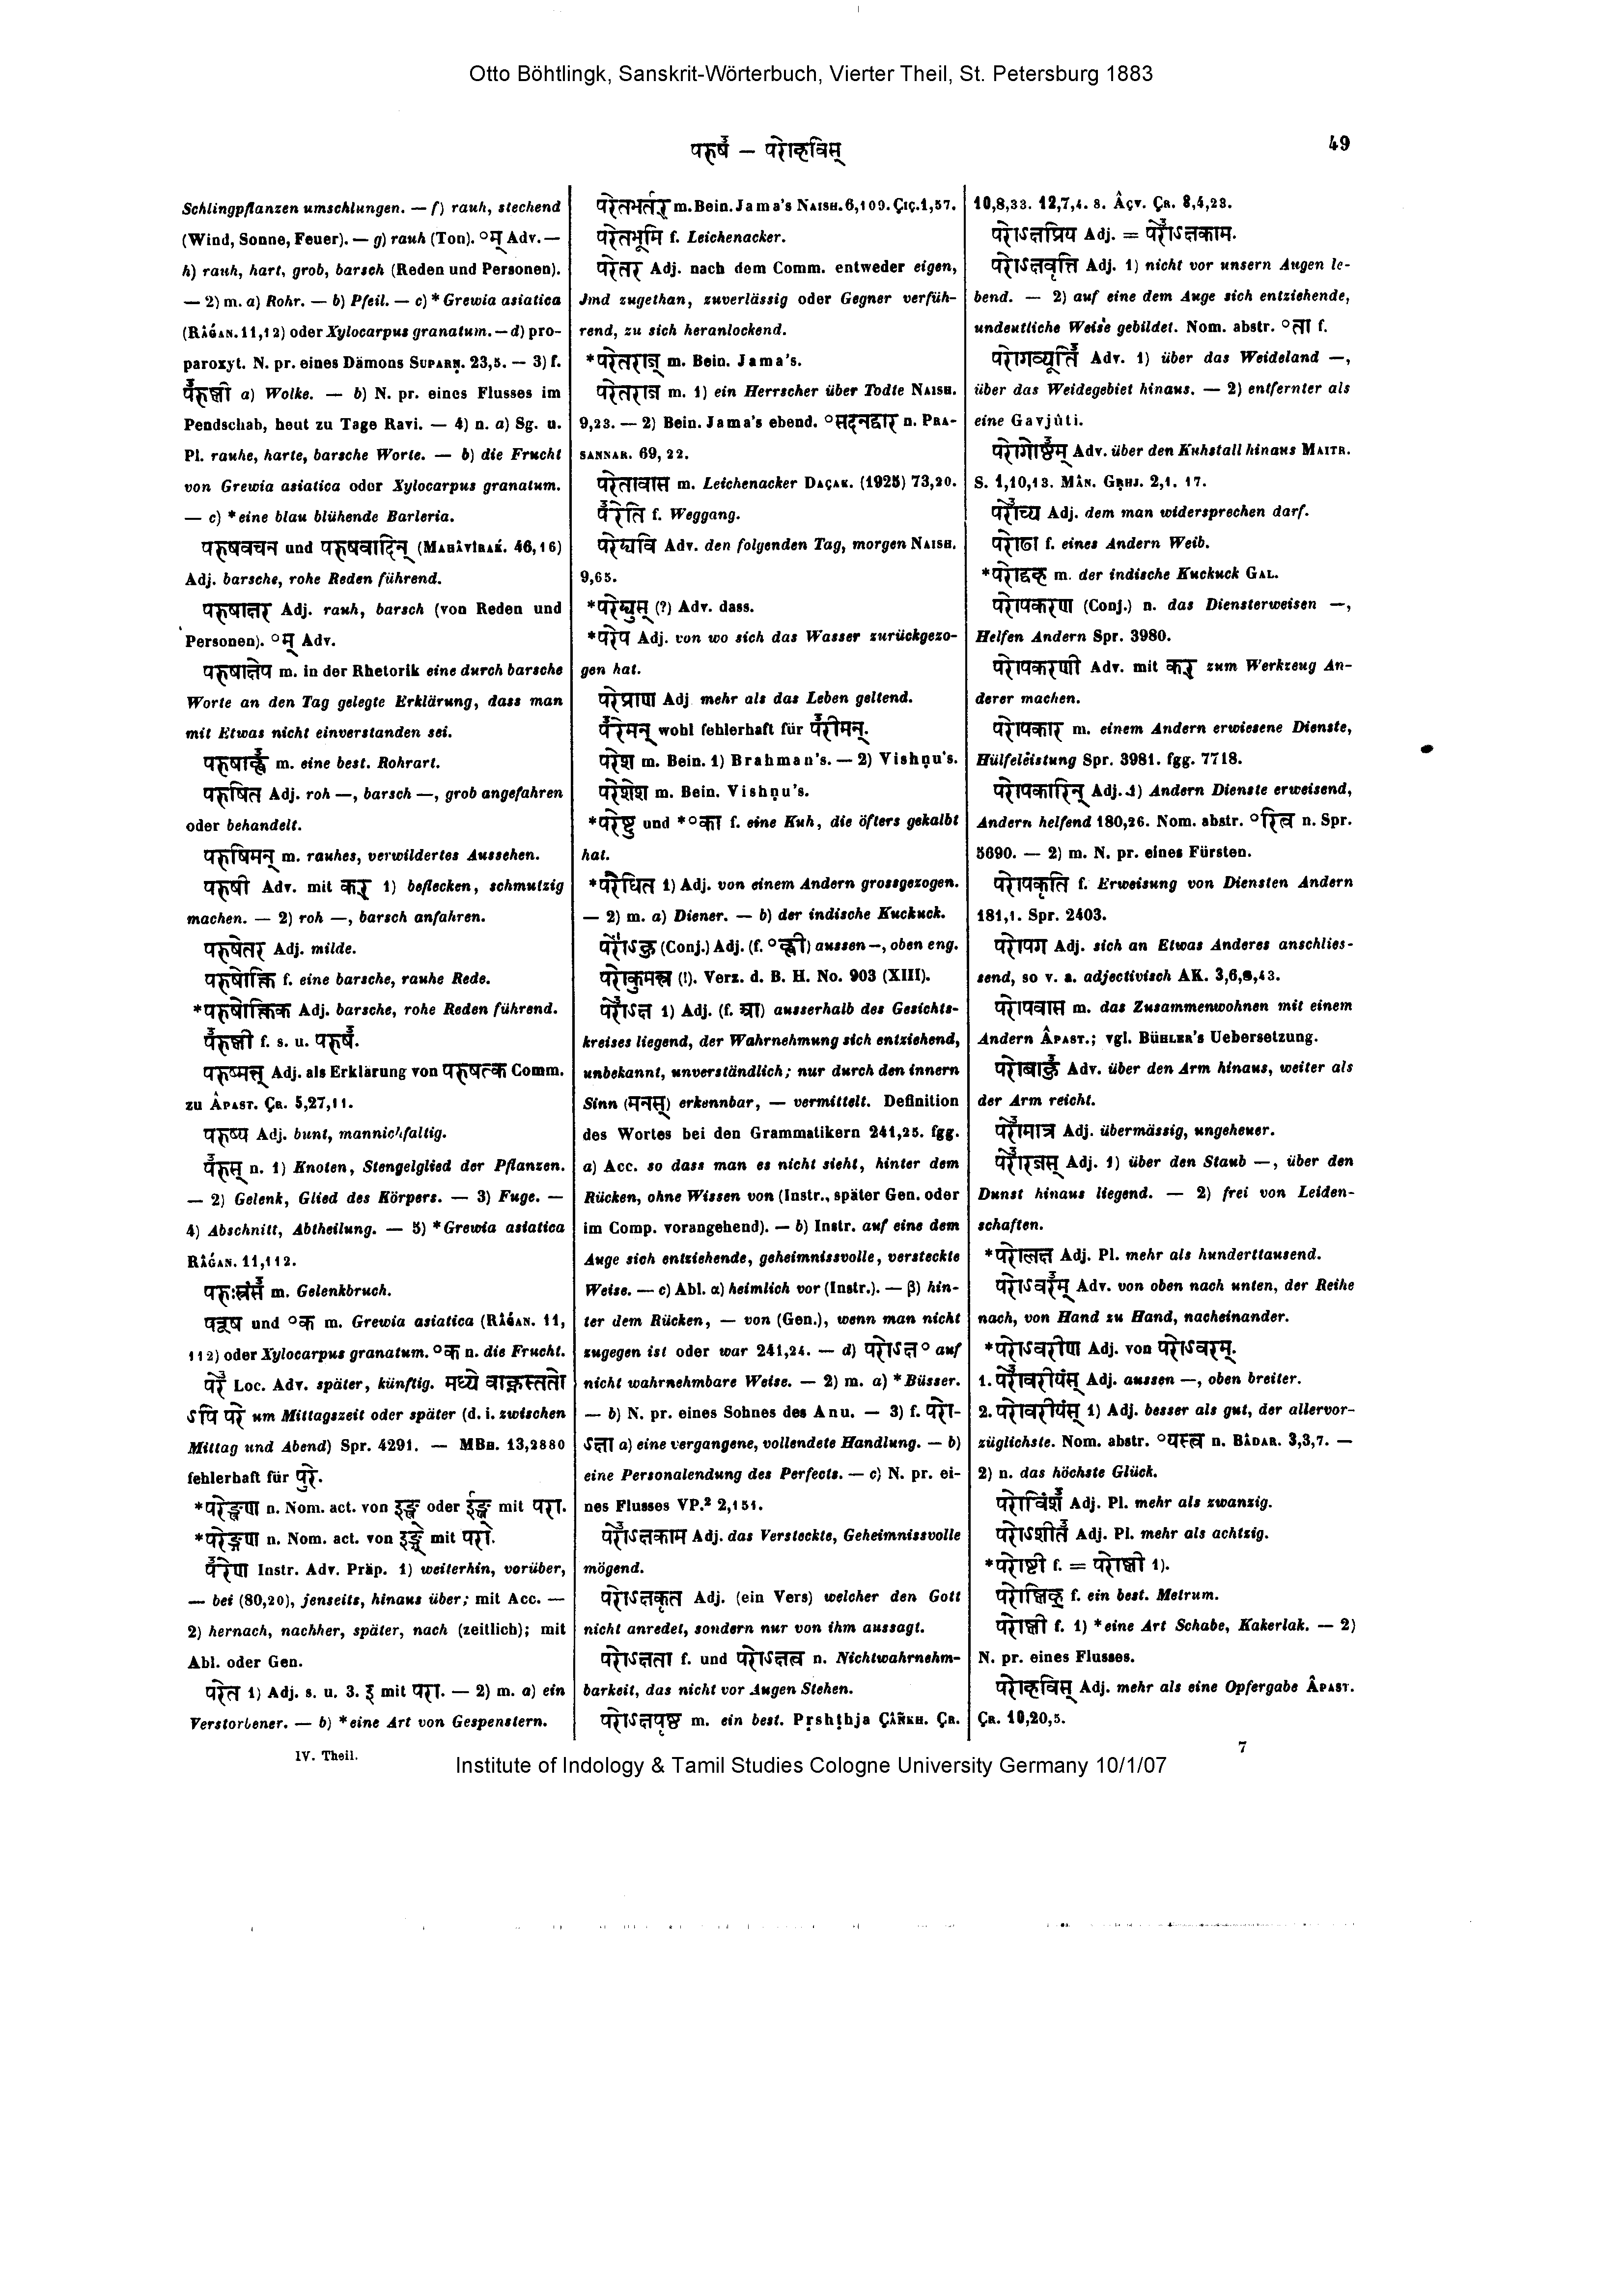 Otto Böhtlingk, Sanskrit-Wörterbuch, Vierter Theil, St. Petersburg 1883
परुषँ — परोहविस्
49
Schlingpflanzen umschlungen. — f) rauh, stechend
(Wind, Sonne, Feuer). — g) rauh (Ton). °म् Adv. —
h) rauh, hart, grob, barsch (Reden und Personen).
— 2) m. a) Rohr. — b) Pfeil. — c) *Grewia asiatica
(RÂǴAN. 11,12) oder Xylocarpus granatum. — d) pro-
paroxyt. N. pr. eines Dämons SUPARṆ. 23,5. — 3) f.
पँरुष्णी a) Wolke. — b) N. pr. eines Flusses im
Pendschab, heut zu Tage Ravi. — 4) n. a) Sg. u.
Pl. rauhe, harte, barsche Worte. — b) die Frucht
von Grewia asiatica oder Xylocarpus granatum.
— c) *eine blau blühende Barleria.
परुषवचन und परुषवादिन् (MAHÂVÎRAḰ. 46,16)
Adj. barsche, rohe Reden führend.
परुषाक्षर Adj. rauh, barsch (von Reden und
Personen). °म् Adv.
परुषाक्षेप m. in der Rhetorik eine durch barsche
Worte an den Tag gelegte Erklärung, dass man
mit Etwas nicht einverstanden sei.
परुषाह्वँ m. eine best. Rohrart.
परुषित Adj. roh —, barsch —, grob angefahren
oder behandelt.
परुषिमन् m. rauhes, verwildertes Aussehen.
परुषी Adv. mit कर् 1) beflecken, schmutzig
machen. — 2) roh —, barsch anfahren.
परुषेतर Adj. milde.
परुषोक्ति f. eine barsche, rauhe Rede.
*परुषोक्तिक Adj. barsche, rohe Reden führend.
पँरुष्णी f. s. u. परुषँ.
परुष्मत् Adj. als Erklärung von परुषत्क Comm.
zu ÂPAST. ÇR. 5,27,11.
परुष्य Adj. bunt, mannichfaltig.
पँरुस् n. 1) Knoten, Stengelglied der Pflanzen.
— 2) Gelenk, Glied des Körpers. — 3) Fuge. —
4) Abschnitt, Abtheilung. — 5) *Grewia asiatica
RÂǴAN. 11,112.
परुःस्रंसँ m. Gelenkbruch.
परूष und °क m. Grewia asiatica (RÂǴAN. 11,
112) oder Xylocarpus granatum. °क n. die Frucht.
परेँ Loc. Adv. später, künftig. मध्ये वाह्नस्ततो
ऽपि परे um Mittagszeit oder später (d. i. zwischen
Mittag und Abend) Spr. 4291. — MBH. 13,2880
fehlerhaft für पुरे.
*परेङ्खण n. Nom. act. von इङ्ख् oder ईङ्ख् mit परा.
*परेङ्गण n. Nom. act. von इङ्ग् mit परा.
पँरेण Instr. Adv. Präp. 1) weiterhin, vorüber,
— bei (80,20), jenseits, hinaus über; mit Acc. —
2) hernach, nachher, später, nach (zeitlich); mit
Abl. oder Gen.
परेत 1) Adj. s. u. 3. इ mit परा. — 2) m. a) ein
Verstorbener. — b) *eine Art von Gespenstern.
परेतभर्तर् m. Bein. Jama's NAISH. 6,109. ÇIÇ. 1,57.
परेतभूमि f. Leichenacker.
परेतर Adj. nach dem Comm. entweder eigen,
Jmd zugethan, zuverlässig oder Gegner verfüh-
rend, zu sich heranlockend.
*परेतराज् m. Bein. Jama's.
परेतराज m. 1) ein Herrscher über Todte NAISH.
9,23. — 2) Bein. Jama's ebend. °सदनद्वार n. PRA-
SANNAR. 69, 22.
परेतावास m. Leichenacker DAÇAK. (1925) 73,20.
पँरेति f. Weggang.
परेद्यवि Adv. den folgenden Tag, morgen NAISH.
9,65.
*परेद्युस् (?) Adv. dass.
*परेप Adj. von wo sich das Wasser zurückgezo-
gen hat.
परेप्राण Adj mehr als das Leben geltend.
पँरेमन् wohl fehlerhaft für पँरीमन्.
परेश m. Bein. 1) Brahman's. — 2) Vishṇu's.
परेशेश m. Bein. Vishṇu's.
*परेष्टु und *°का f. eine Kuh, die öfters gekalbt
hat.
*परैधित 1) Adj. von einem Andern grossgezogen.
— 2) m. a) Diener. — b) der indische Kuckuck.
परोँऽङ्कु (Conj.) Adj. (f. °ह्वी) aussen —, oben eng.
परोकुमन्त्र (!). Verz. d. B. H. No. 903 (XIII).
परोँऽक्ष 1) Adj. (f. आ) ausserhalb des Gesichts-
kreises liegend, der Wahrnehmung sich entziehend,
unbekannt, unverständlich; nur durch den innern
Sinn (मनस्) erkennbar, — vermittelt. Definition
des Wortes bei den Grammatikern 241,25. fgg.
a) Acc. so dass man es nicht sieht, hinter dem
Rücken, ohne Wissen von (Instr., später Gen. oder
im Comp. vorangehend). — b) Instr. auf eine dem
Auge sich entziehende, geheimnissvolle, versteckte
Weise. — c) Abl. α) heimlich vor (Instr.). — β) hin-
ter dem Rücken, — von (Gen.), wenn man nicht
zugegen ist oder war 241,24. — d) परोऽक्ष° auf
nicht wahrnehmbare Weise. — 2) m. a) *Büsser.
— b) N. pr. eines Sohnes des Anu. — 3) f. परो-
ऽक्षा a) eine vergangene, vollendete Handlung. — b)
eine Personalendung des Perfects. — c) N. pr. ei-
nes Flusses VP.² 2,151.
परोँऽक्षकाम Adj. das Versteckte, Geheimnissvolle
mögend.
परोऽक्षकृत Adj. (ein Vers) welcher den Gott
nicht anredet, sondern nur von ihm aussagt.
परोऽक्षता f. und परोऽक्षत्व n. Nichtwahrnehm-
barkeit, das nicht vor Augen Stehen.
परोऽक्षपृष्ठ m. ein best. Pṛshṭhja ÇÂÑKH. ÇR.
10,8,33. 12,7,4. 8. ÂÇV. ÇR. 8,4,23.
परोऽक्षप्रिय Adj. = परोँऽक्षकाम.
परोऽक्षवृत्ति Adj. 1) nicht vor unsern Augen le-
bend. — 2) auf eine dem Auge sich entziehende,
undeutliche Weise gebildet. Nom. abstr. °ता f.
परोगव्यूतिँ Adv. 1) über das Weideland —,
über das Weidegebiet hinaus. — 2) entfernter als
eine Gavjûti.
परोगोष्ठँम् Adv. über den Kuhstall hinaus MAITR.
S. 1,10,13. MÂN. GṚHJ. 2,1. 17.
परोँच्य Adj. dem man widersprechen darf.
परोढा f. eines Andern Weib.
*परोद्वह m. der indische Kuckuck GAL.
परोपकरण (Conj.) n. das Diensterweisen —,
Helfen Andern Spr. 3980.
परोपकरणी Adv. mit कर् zum Werkzeug An-
derer machen.
परोपकार m. einem Andern erwiesene Dienste,
Hülfeleistung Spr. 3981. fgg. 7718.
परोपकारिन् Adj. 1) Andern Dienste erweisend,
Andern helfend 180,26. Nom. abstr. °रित्व n. Spr.
5690. — 2) m. N. pr. eines Fürsten.
परोपकृति f. Erweisung von Diensten Andern
181,1. Spr. 2403.
परोपग Adj. sich an Etwas Anderes anschlies-
send, so v. a. adjectivisch AK. 3,6,8,43.
परोपवास m. das Zusammenwohnen mit einem
Andern ÂPAST.; vgl. BÜHLER's Uebersetzung.
परोबाहुँ Adv. über den Arm hinaus, weiter als
der Arm reicht.
परोँमात्र Adj. übermässig, ungeheuer.
परोँरजस् Adj. 1) über den Staub —, über den
Dunst hinaus liegend. — 2) frei von Leiden-
schaften.
*परोलक्ष Adj. Pl. mehr als hunderttausend.
परोऽवरँम् Adv. von oben nach unten, der Reihe
nach, von Hand zu Hand, nacheinander.
*परोऽवरीण Adj. von परोऽवरम्.
1. परोँवरीयंस् Adj. aussen —, oben breiter.
2. परोवरीयंस् 1) Adj. besser als gut, der allervor-
züglichste. Nom. abstr. °यस्त्व n. BÂDAR. 3,3,7. —
2) n. das höchste Glück.
परोविंशँ Adj. Pl. mehr als zwanzig.
परोऽशीतँ Adj. Pl. mehr als achtzig.
*परोष्टी f. = परोष्णी 1).
परोष्णिह् f. ein best. Metrum.
परोष्णी f. 1) *eine Art Schabe, Kakerlak. — 2)
N. pr. eines Flusses.
परोहविस् Adj. mehr als eine Opfergabe ÂPAST.
ÇR. 10,20,5.
IV. Theil.
7
Institute of Indology & Tamil Studies Cologne University Germany 10/1/07